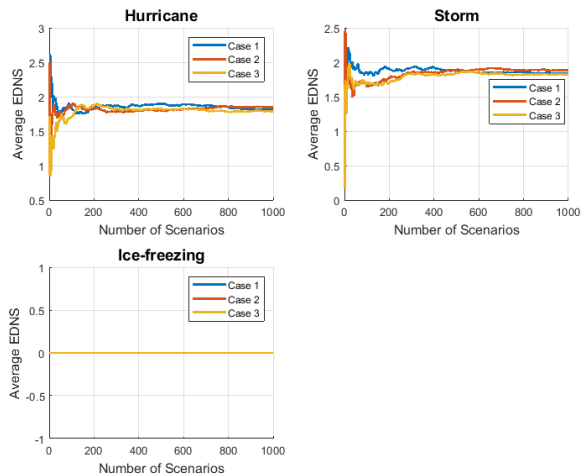 Hurricane
3
2.5
2
1.5
1
0.5
0 200 400 600 800 1000
Average EDNS
Number of Scenarios
Case 1
Case 2
Case 3
Storm
2.5
2
1.5
1
0.5
0
0 200 400 600 800 1000
Average EDNS
Number of Scenarios
Case 1
Case 2
Case 3
Ice-freezing
1
0.5
0
-0.5
-1
0 200 400 600 800 1000
Average EDNS
Number of Scenarios
Case 1
Case 2
Case 3